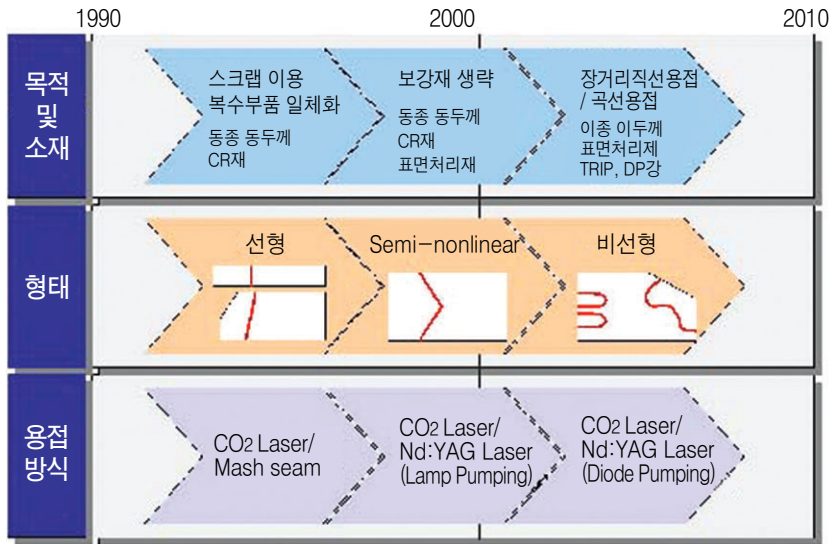 1990
2000
2010
목적
및
소재
스크랩 이용
복수부품 일체화
동종 동두께
CR재
보강재 생략
동종 동두께
CR재
표면처리재
장거리직선용접
/ 곡선용접
이종 이두께
표면처리제
TRIP, DP강
형태
선형
Semi-nonlinear
비선형
용접
방식
CO2 Laser/
Mash seam
CO2 Laser/
Nd:YAG Laser
(Lamp Pumping)
CO2 Laser/
Nd:YAG Laser
(Diode Pumping)